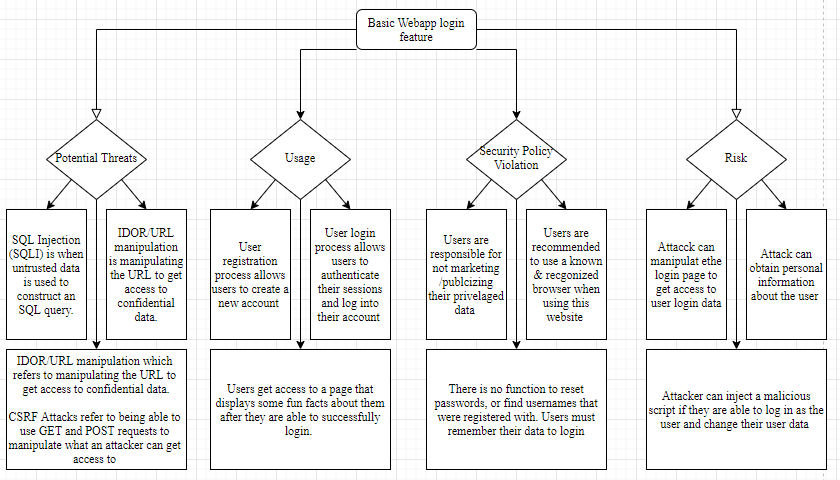 Basic Webapp login
feature
Potential Threats
Usage
Security Policy
Violation
Risk
SQL Injection
(SQLI) is when
untrusted data
is used to
construct an
SQL query.
IDOR/URL
manipulation
is manipulating
the URL to get
access to
confidential
data.
User
registration
process allows
users to create a
new account
User login
process allows
users to
authenticate
their sessions
and log into
their account
Users are
responsible for
not marketing
/publcizing
their privelaged
data
Users are
recommended
to use a known
& recgonized
browser when
using this
website
Attacck can
manipulat ethe
login page to
get access to
user login data
Attack can
obtain personal
information
about the user
IDOR/URL manipulation which
refers to manipulating the URL to
get access to confidential data.
CSRF Attacks refer to being able to
use GET and POST requests to
manipulate what an attacker can get
access to
Users get access to a page that
displays some fun facts about them
after they are able to successfully
login.
There is no function to reset
passwords, or find usernames that
were registered with. Users must
remember their data to login
Attacker can inject a malicious
script if they are able to log in as the
user and change their user data